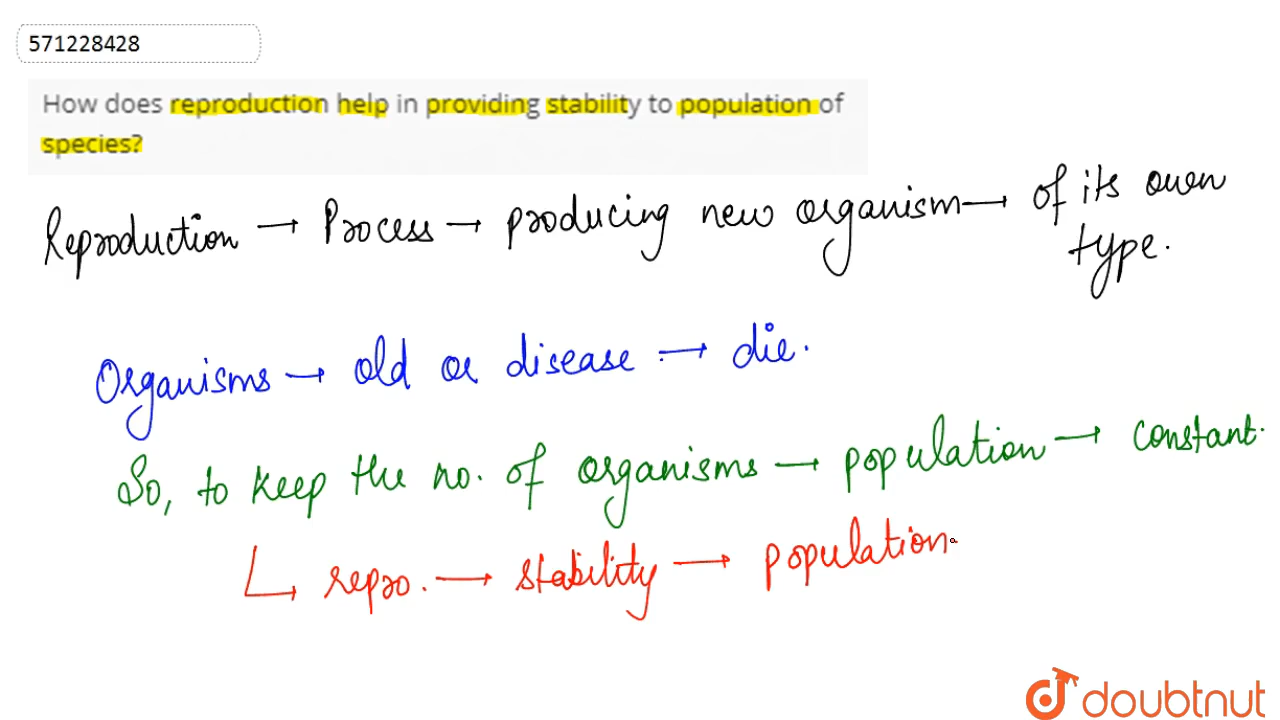 571228428
How does reproduction help in providing stability to population of
species?
Reproduction → Process → producing new organism → of its own
type.
Organisms → old or disease → die.
So, to keep the no. of organisms → population → constant.
↳ repro. → stability → population.
doubtnut